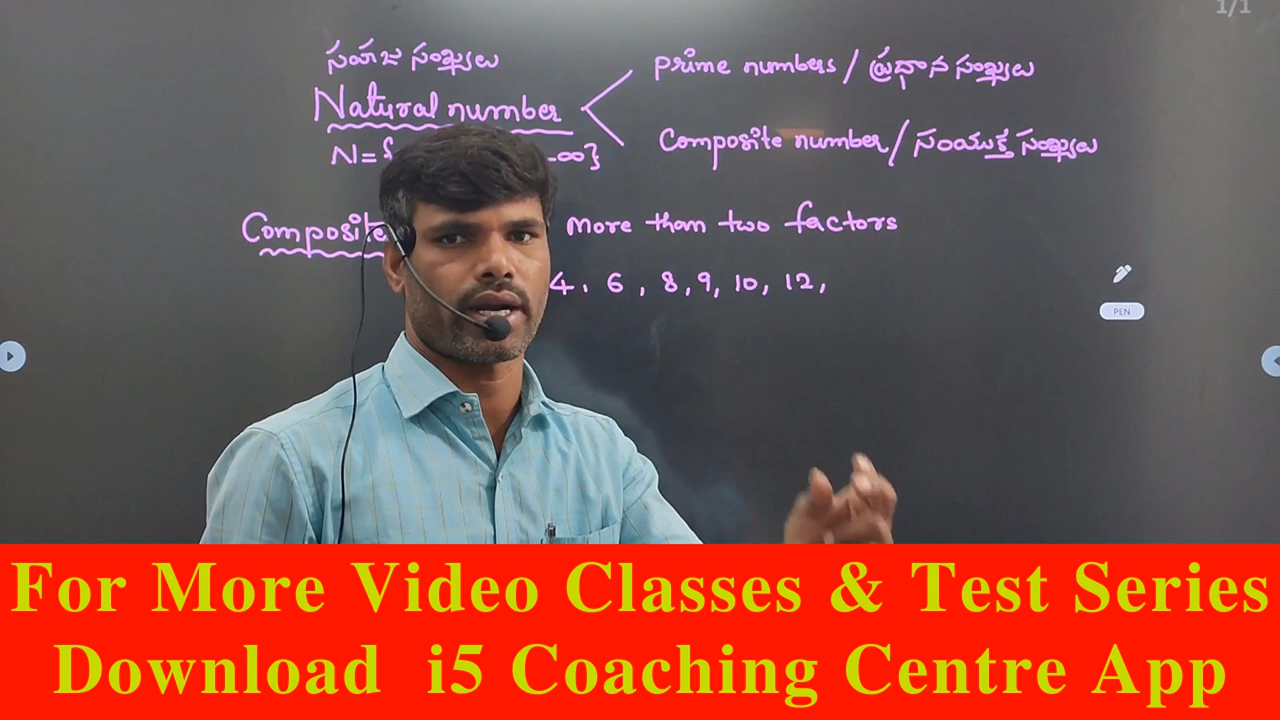 1/1
సహజ సంఖ్యలు
Natural number
prime numbers / ప్రధాన సంఖ్యలు
N={ -∞}
Composite number / సంయుక్త సంఖ్యలు
Composite More than two factors
4, 6, 8, 9, 10, 12,
PEN
For More Video Classes & Test Series
Download i5 Coaching Centre App